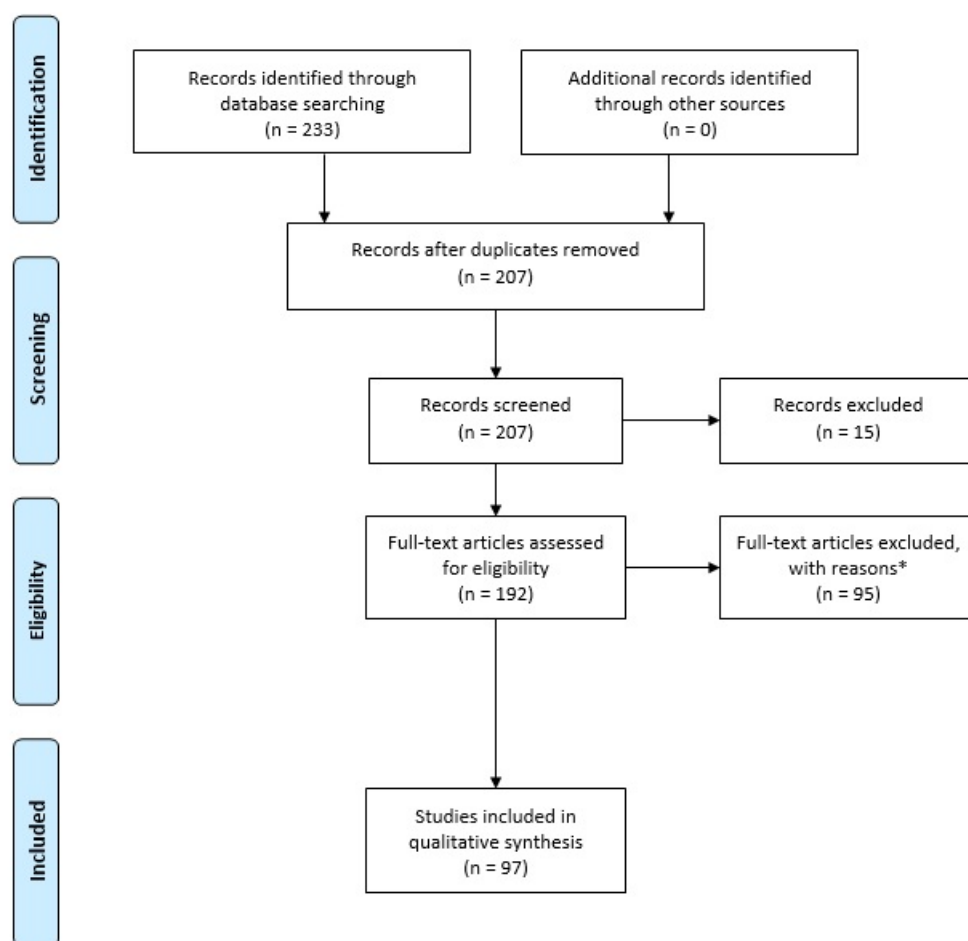 Identification
Records identified through
database searching
(n = 233)
Additional records identified
through other sources
(n = 0)
Records after duplicates removed
(n = 207)
Screening
Records screened
(n = 207)
Records excluded
(n = 15)
Eligibility
Full-text articles assessed
for eligibility
(n = 192)
Full-text articles excluded,
with reasons*
(n = 95)
Included
Studies included in
qualitative synthesis
(n = 97)